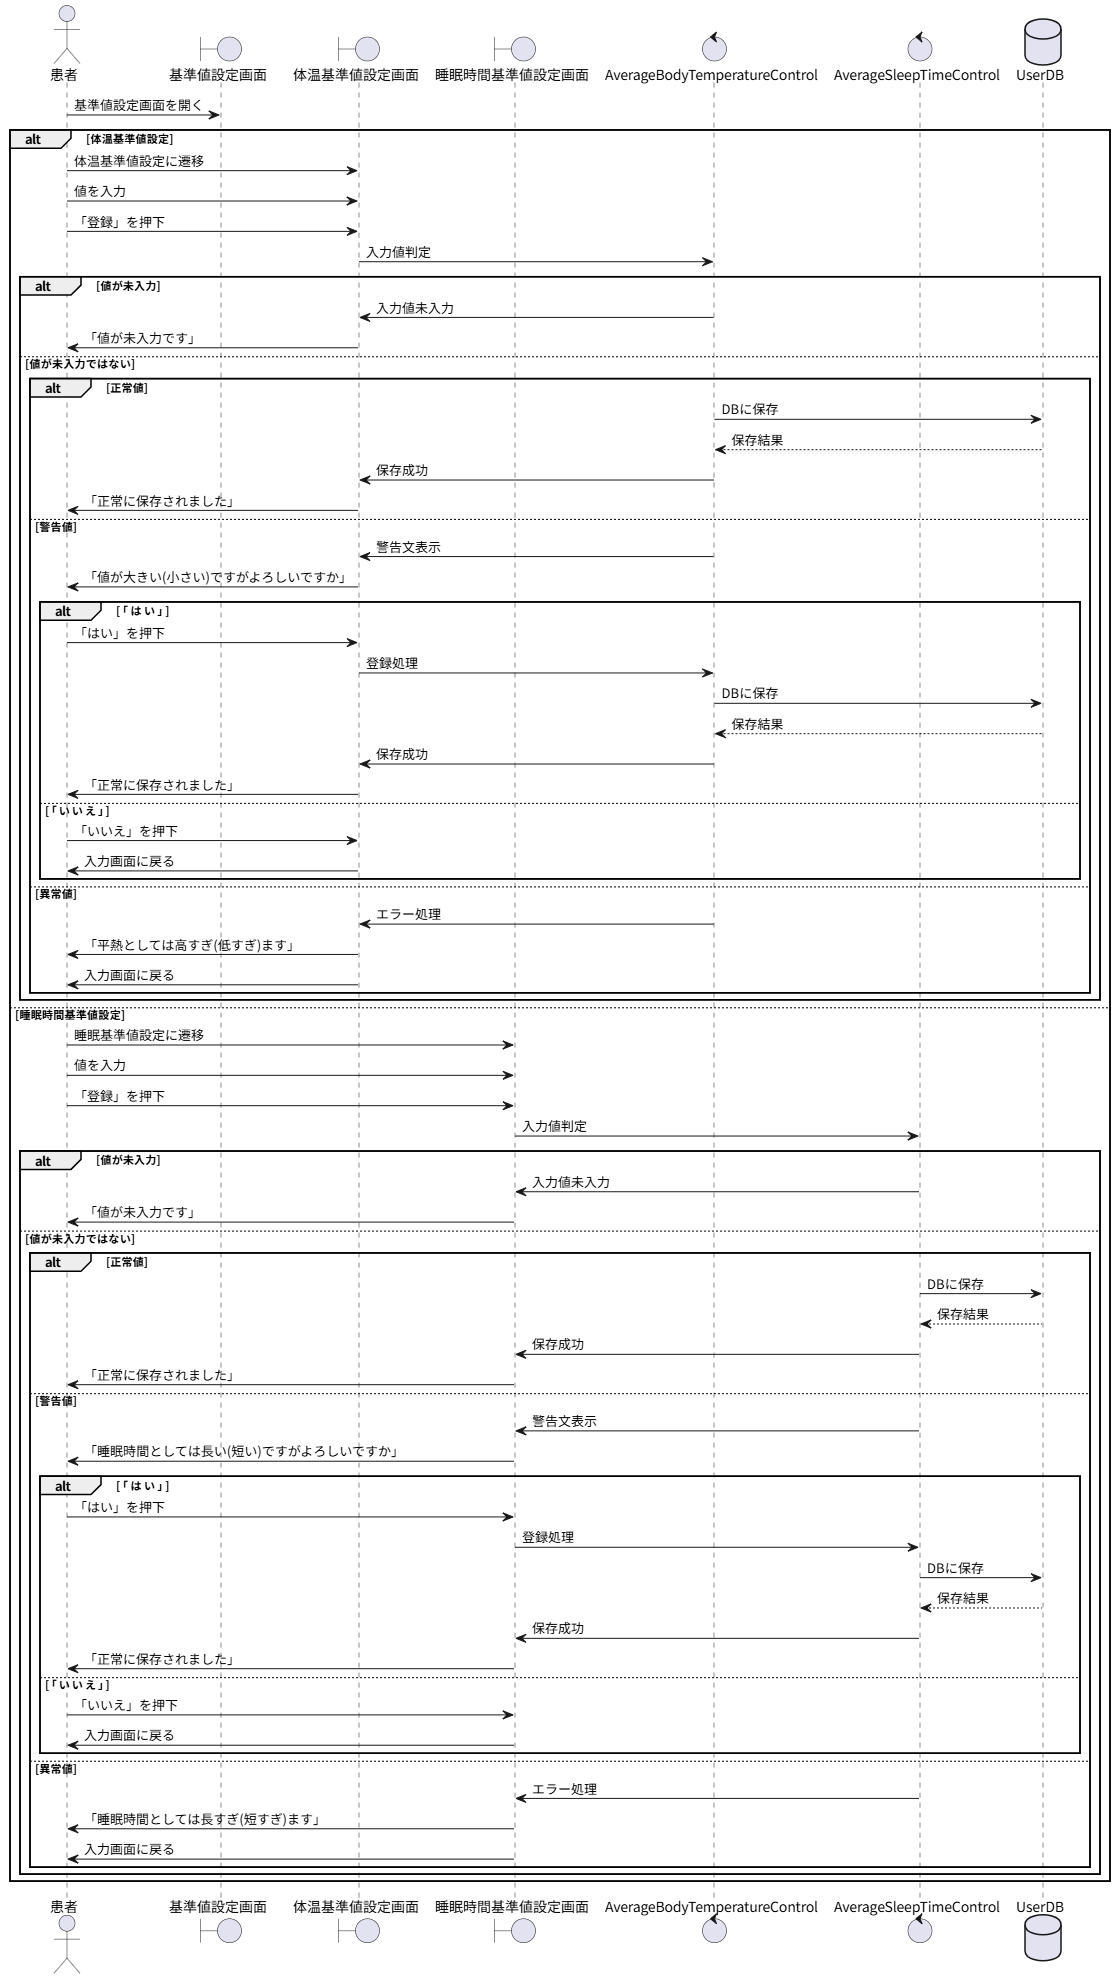 患者
基準値設定画面
体温基準値設定画面
睡眠時間基準値設定画面
AverageBodyTemperatureControl
AverageSleepTimeControl
UserDB
基準値設定画面を開く
alt [体温基準値設定]
体温基準値設定に遷移
値を入力
「登録」を押下
入力値判定
alt [値が未入力]
入力値未入力
「値が未入力です」
[値が未入力ではない]
alt [正常値]
DBに保存
保存結果
保存成功
「正常に保存されました」
[警告値]
警告文表示
「値が大きい(小さい)ですがよろしいですか」
alt [「はい」]
「はい」を押下
登録処理
DBに保存
保存結果
保存成功
「正常に保存されました」
[「いいえ」]
「いいえ」を押下
入力画面に戻る
[異常値]
エラー処理
「平熱としては高すぎ(低すぎ)ます」
入力画面に戻る
[睡眠時間基準値設定]
睡眠基準値設定に遷移
値を入力
「登録」を押下
入力値判定
alt [値が未入力]
入力値未入力
「値が未入力です」
[値が未入力ではない]
alt [正常値]
DBに保存
保存結果
保存成功
「正常に保存されました」
[警告値]
警告文表示
「睡眠時間としては長い(短い)ですがよろしいですか」
alt [「はい」]
「はい」を押下
登録処理
DBに保存
保存結果
保存成功
「正常に保存されました」
[「いいえ」]
「いいえ」を押下
入力画面に戻る
[異常値]
エラー処理
「睡眠時間としては長すぎ(短すぎ)ます」
入力画面に戻る
患者
基準値設定画面
体温基準値設定画面
睡眠時間基準値設定画面
AverageBodyTemperatureControl
AverageSleepTimeControl
UserDB